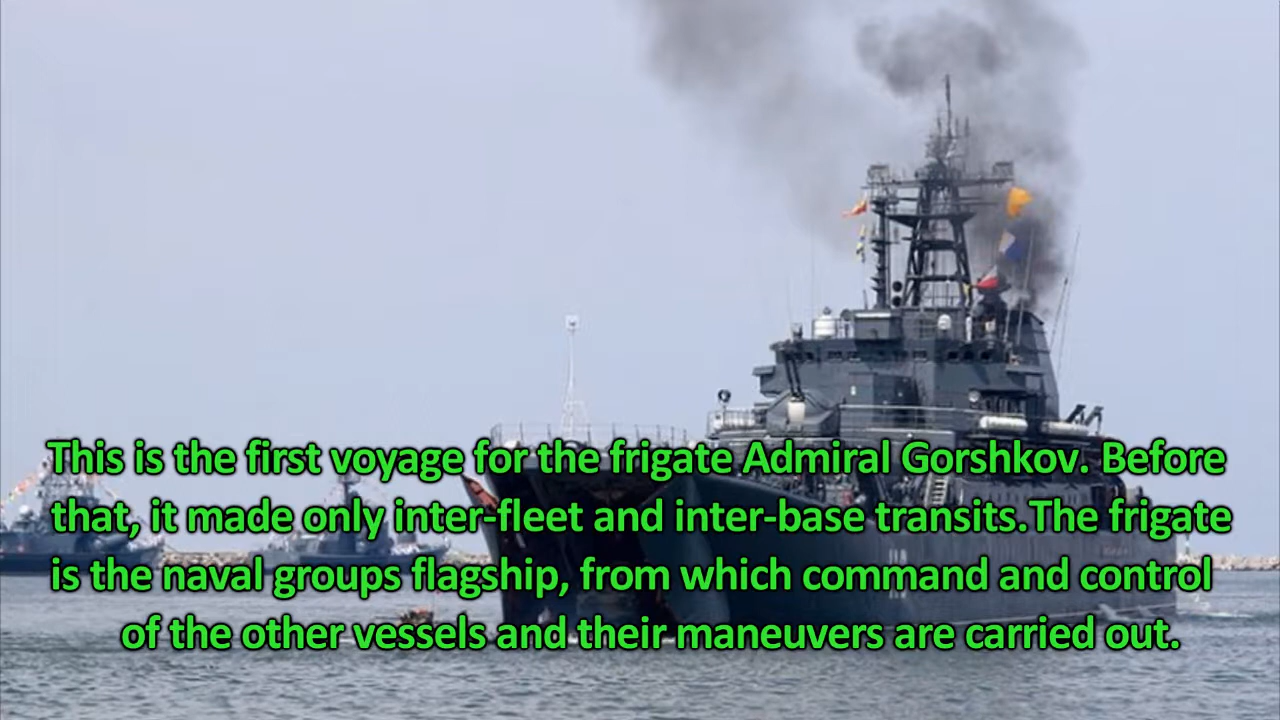 This is the first voyage for the frigate Admiral Gorshkov. Before
that, it made only inter-fleet and inter-base transits.The frigate
is the naval groups flagship, from which command and control
of the other vessels and their maneuvers are carried out.